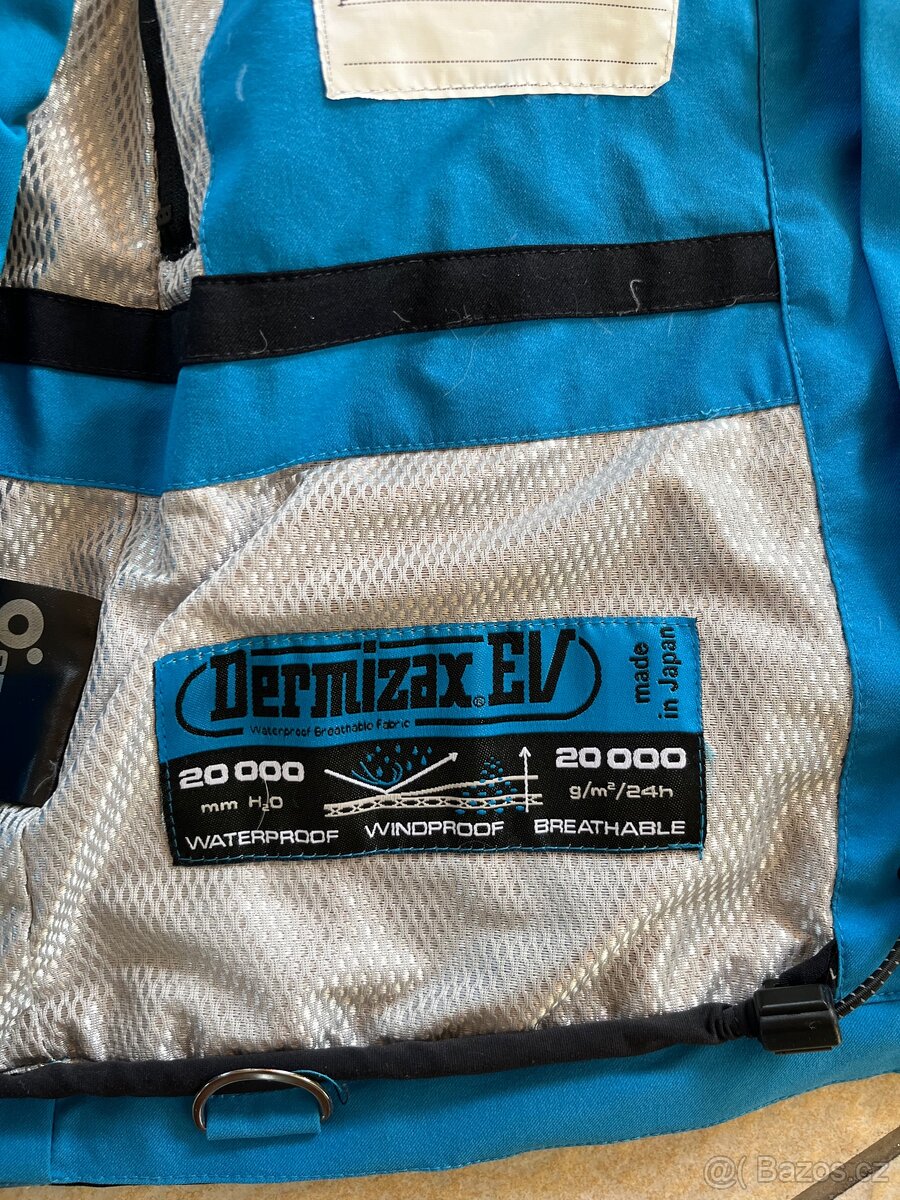 Dermizax® EV
made
in Japan
Waterproof Breathable Fabric
20 000
20 000
mm H₂O
g/m²/24h
WATERPROOF WINDPROOF BREATHABLE
@( Bazos.cz